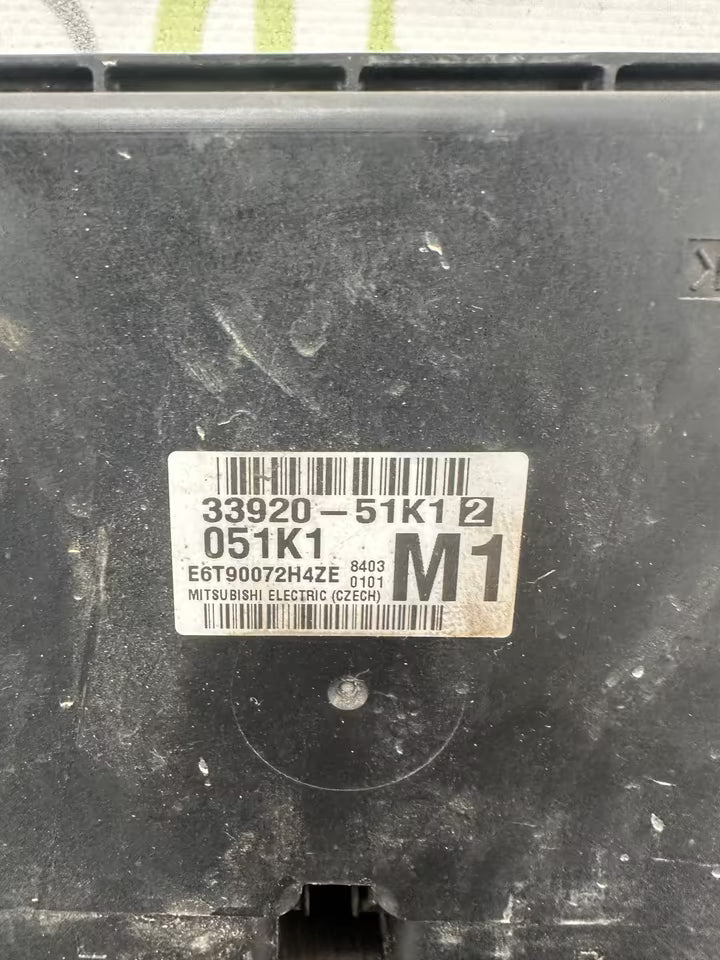 33920-51K1 2
051K1
M1
E6T90072H4ZE 8403
0101
MITSUBISHI ELECTRIC (CZECH)